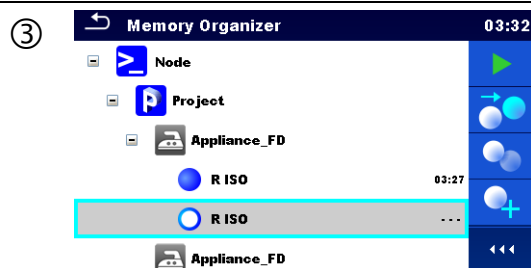 ③
Memory Organizer 03:32
Node
Project
Appliance_FD
R ISO 03:27
R ISO ---
Appliance_FD